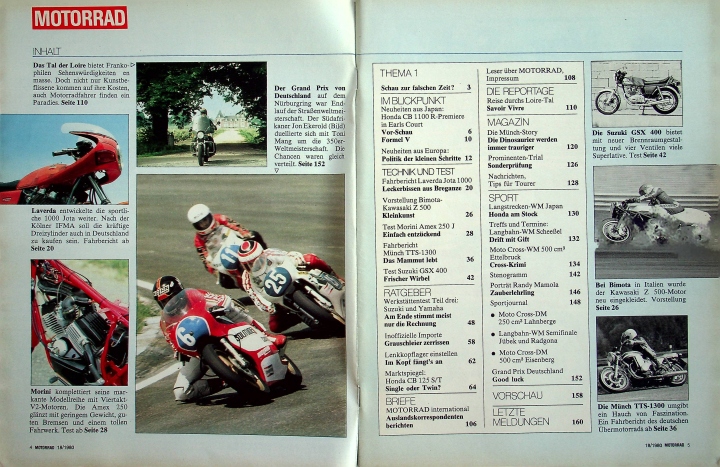 MOTORRAD
INHALT
Das Tal der Loire bietet Franko-
philen Sehenswürdigkeiten en
masse. Doch nicht nur Kunstbe-
flissene kommen auf ihre Kosten,
auch Motorradfahrer finden ein
Paradies. Seite 110
Laverda entwickelte die sportli-
che 1000 Jota weiter. Nach der
Kölner IFMA soll die kräftige
Dreizylinder auch in Deutschland
zu kaufen sein. Fahrbericht ab
Seite 20
Morini komplettiert seine mar-
kante Modellreihe mit Viertakt-
V2-Motoren. Die Amex 250
glänzt mit geringem Gewicht, gu-
ten Bremsen und einem tollen
Fahrwerk. Test ab Seite 28
Der Grand Prix von
Deutschland auf dem
Nürburgring war End-
lauf der Straßenweltmei-
sterschaft. Der Südafri-
kaner Jon Ekerold (Bild)
duellierte sich mit Toni
Mang um die 350er-
Weltmeisterschaft. Die
Chancen waren gleich
verteilt. Seite 152
4 MOTORRAD 18/1980
THEMA 1
Schau zur falschen Zeit? 3
IM BLICKPUNKT
Neuheiten aus Japan:
Honda CB 1100 R-Premiere
in Earls Court
Vor-Schau 6
Formel V 10
Neuheiten aus Europa:
Politik der kleinen Schritte 12
TECHNIK UND TEST
Fahrbericht Laverda Jota 1000
Leckerbissen aus Breganze 20
Vorstellung Bimota-
Kawasaki Z 500
Kleinkunst 26
Test Morini Amex 250 J
Einfach entzückend 28
Fahrbericht
Münch TTS-1300
Das Mammut lebt 36
Test Suzuki GSX 400
Frischer Wirbel 42
RATGEBER
Werkstättentest Teil drei:
Suzuki und Yamaha
Am Ende stimmt meist
nur die Rechnung 48
Inoffizielle Importe
Grauschleier zerrissen 58
Lenkkopflager einstellen
Im Kopf fängt's an 62
Marktspiegel:
Honda CB 125 S/T
Single oder Twin? 64
BRIEFE
MOTORRAD international
Auslandskorrespondenten
berichten 106
Leser über MOTORRAD,
Impressum 108
DIE REPORTAGE
Reise durchs Loire-Tal
Savoir Vivre 110
MAGAZIN
Die Münch-Story
Die Dinosaurier werden
immer trauriger 120
Prominenten-Trial
Sonderprüfung 126
Nachrichten,
Tips für Tourer 128
SPORT
Langstrecken-WM Japan
Honda am Stock 130
Treffs und Termine:
Langbahn-WM Scheeßel
Drift mit Gift 132
Moto Cross-WM 500 cm³
Ettelbruck
Cross-Krimi 134
Stenogramm 142
Porträt Randy Mamola
Zauberlehrling 146
Sportjournal 148
● Moto Cross-DM
250 cm³ Lahnberge
● Langbahn-WM Semifinale
Jübek und Radgona
● Moto Cross-DM
500 cm³ Eisenberg
Grand Prix Deutschland
Good luck 152
VORSCHAU 158
LETZTE
MELDUNGEN 160
Die Suzuki GSX 400 bietet
mit neuer Brennraumgestal-
tung und vier Ventilen viele
Superlative. Test Seite 42
Bei Bimota in Italien wurde
der Kawasaki Z 500-Motor
neu eingekleidet. Vorstellung
Seite 26
Die Münch TTS-1300 umgibt
ein Hauch von Faszination.
Ein Fahrbericht des deutschen
Übermotorrads ab Seite 36
18/1980 MOTORRAD 5